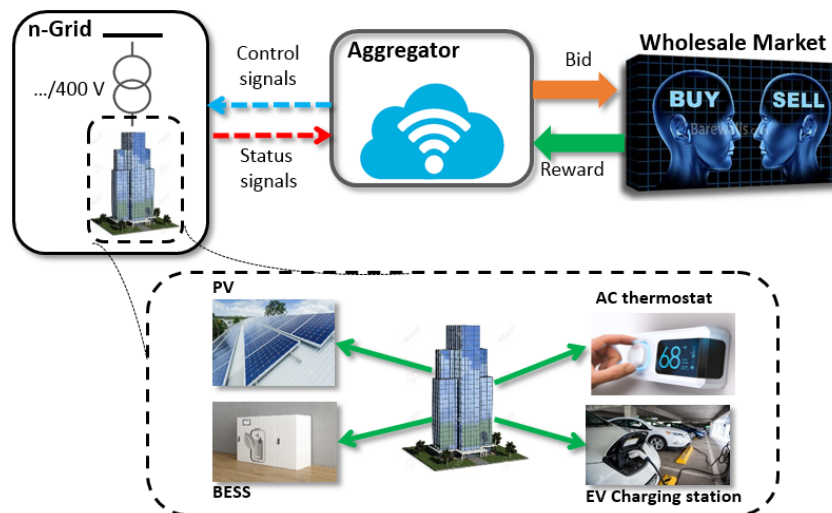 n-Grid
.../400 V
Control
signals
Status
signals
Aggregator
Bid
Reward
Wholesale Market
BUY
SELL
Barewalls
PV
AC thermostat
68
BESS
EV Charging station